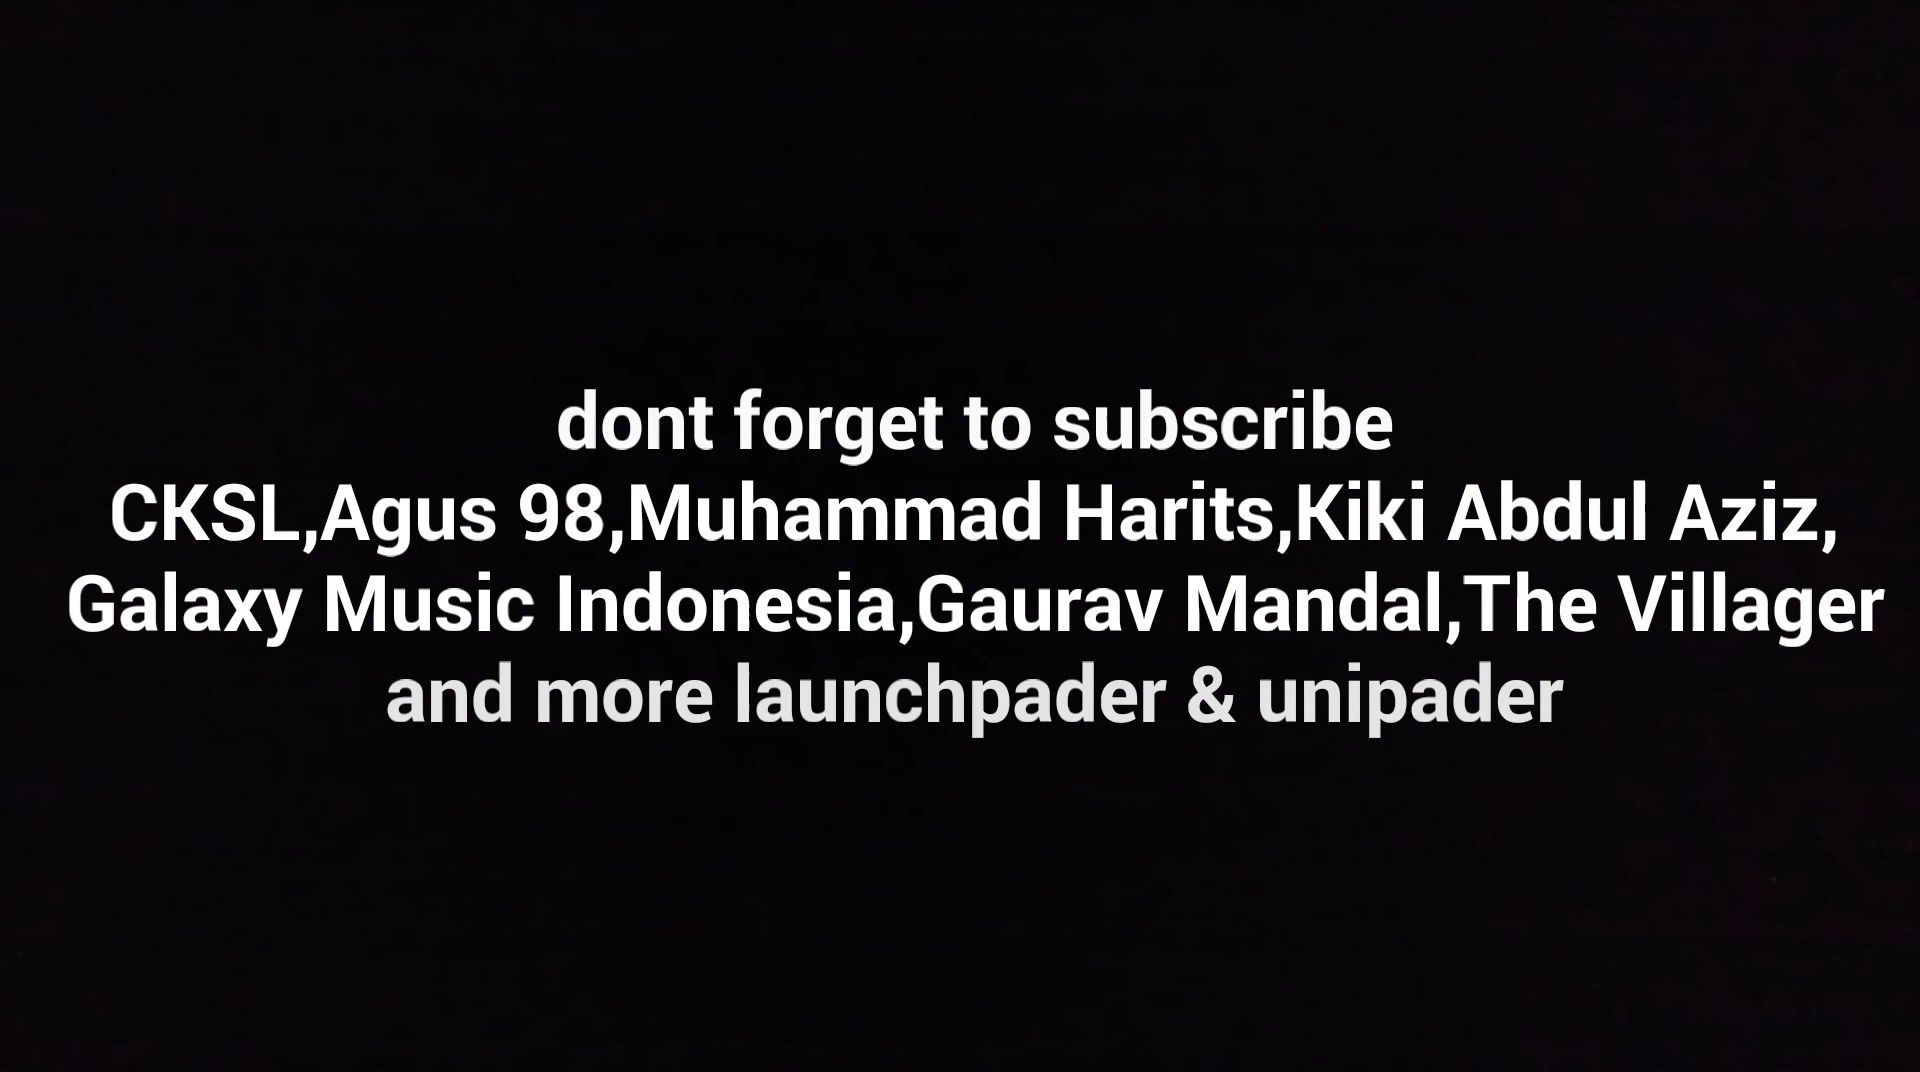 dont forget to subscribe
CKSL,Agus 98,Muhammad Harits,Kiki Abdul Aziz,
Galaxy Music Indonesia,Gaurav Mandal,The Villager
and more launchpader & unipader